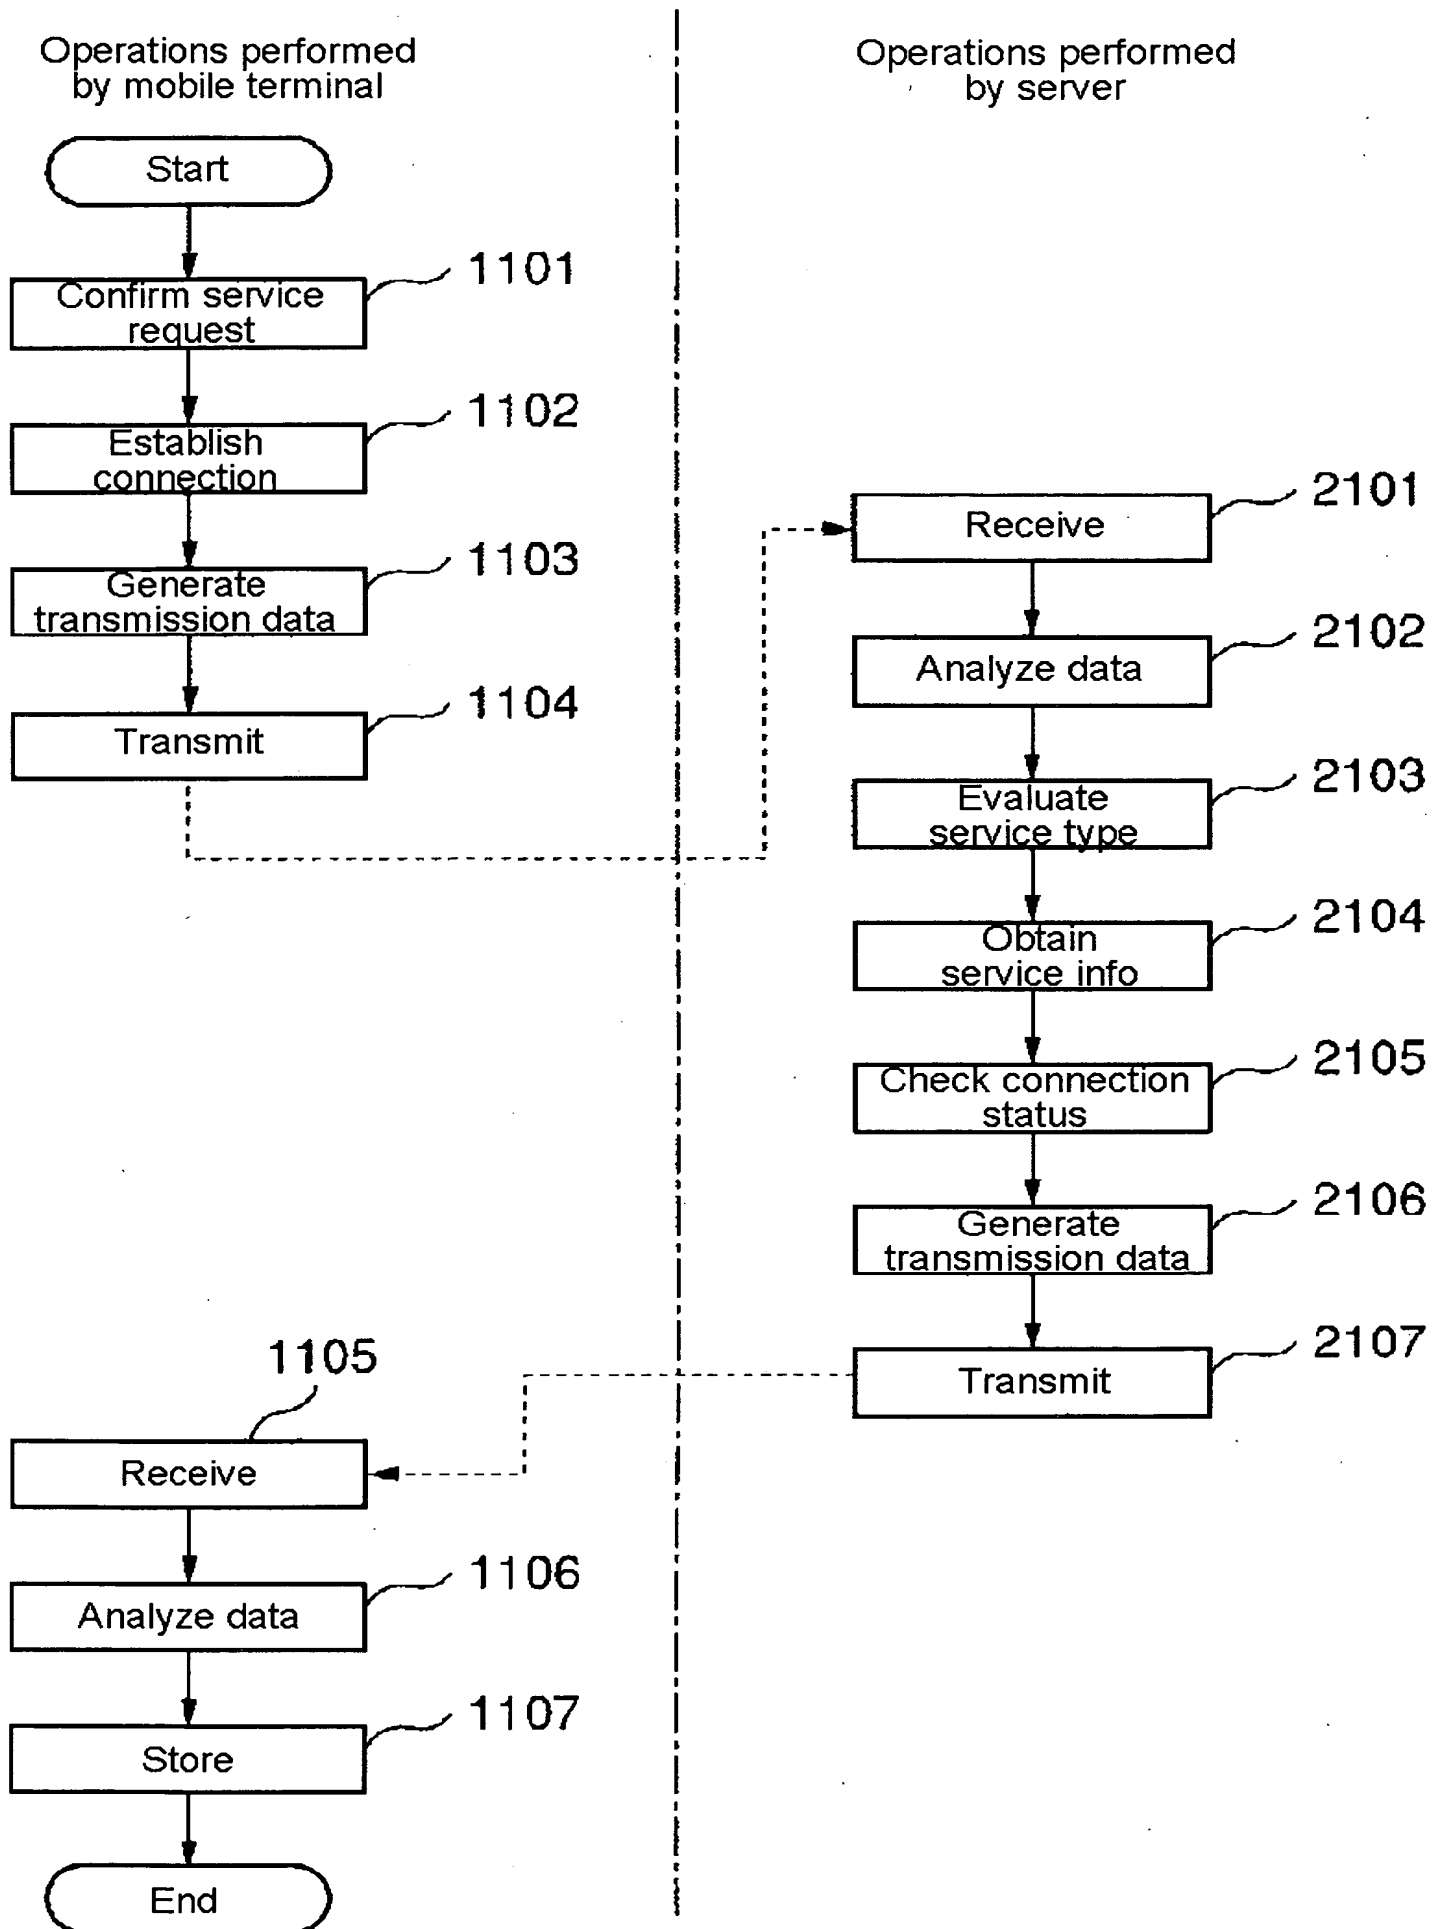 Operations performed
by mobile terminal
Start
1101
Confirm service
request
1102
Establish
connection
1103
Generate
transmission data
1104
Transmit
Operations performed
by server
2101
Receive
2102
Analyze data
2103
Evaluate
service type
2104
Obtain
service info
2105
Check connection
status
2106
Generate
transmission data
2107
Transmit
1105
Receive
1106
Analyze data
1107
Store
End